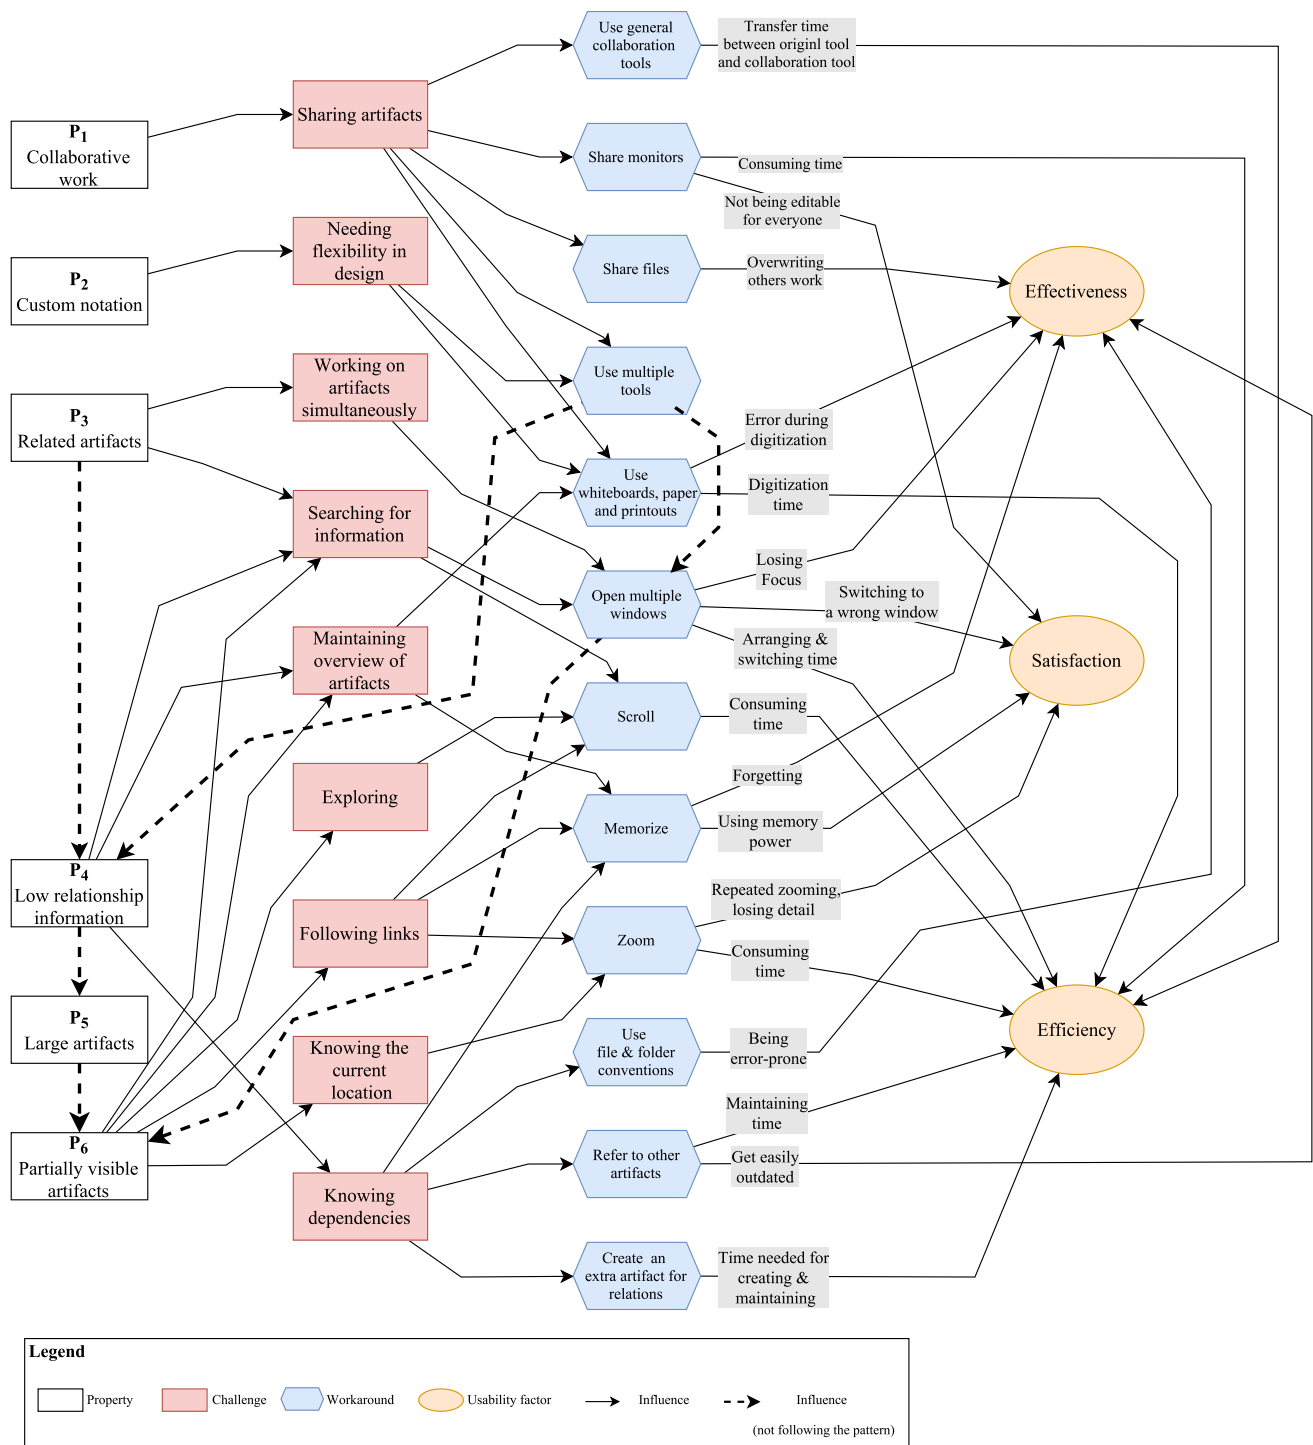 P1
Collaborative
work
P2
Custom notation
P3
Related artifacts
P4
Low relationship
information
P5
Large artifacts
P6
Partially visible
artifacts
Sharing artifacts
Needing
flexibility in
design
Working on
artifacts
simultaneously
Searching for
information
Maintaining
overview of
artifacts
Exploring
Following links
Knowing the
current
location
Knowing
dependencies
Use general
collaboration
tools
Share monitors
Share files
Use multiple
tools
Use
whiteboards, paper
and printouts
Open multiple
windows
Scroll
Memorize
Zoom
Use
file & folder
conventions
Refer to other
artifacts
Create an
extra artifact for
relations
Transfer time
between originl tool
and collaboration tool
Consuming time
Not being editable
for everyone
Overwriting
others work
Error during
digitization
Digitization
time
Losing
Focus
Switching to
a wrong window
Arranging &
switching time
Consuming
time
Forgetting
Using memory
power
Repeated zooming,
losing detail
Consuming
time
Being
error-prone
Maintaining
time
Get easily
outdated
Time needed for
creating &
maintaining
Effectiveness
Satisfaction
Efficiency
Legend
Property
Challenge
Workaround
Usability factor
Influence
Influence
(not following the pattern)